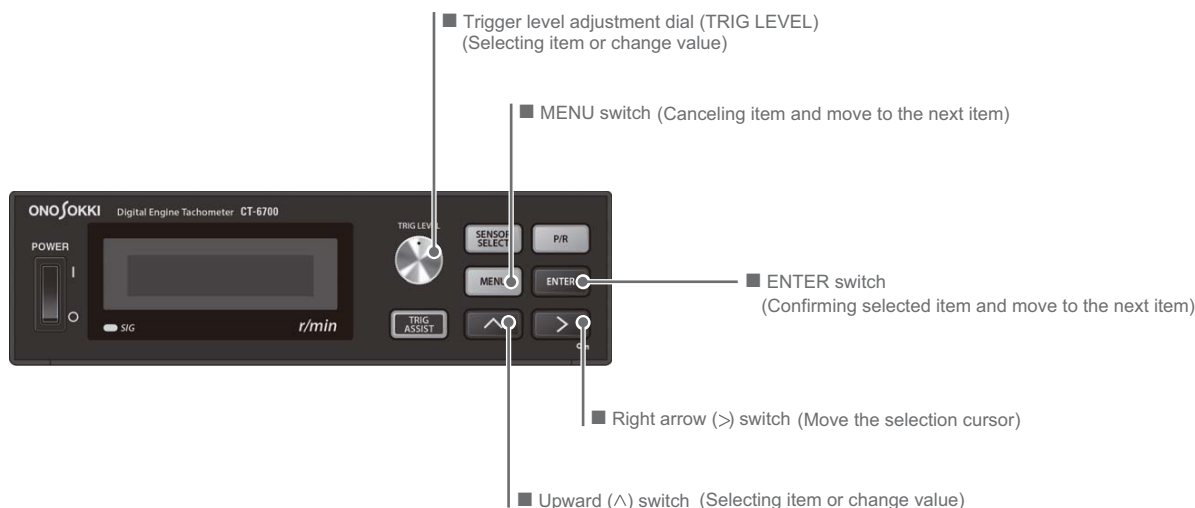 ■ Trigger level adjustment dial (TRIG LEVEL)
(Selecting item or change value)
■ MENU switch (Canceling item and move to the next item)
ONO SOKKI Digital Engine Tachometer CT-6700
POWER
I
O
SIG
r/min
TRIG LEVEL
SENSOR
SELECT
P/R
MENU
ENTER
TRIG
ASSIST
^
>
■ ENTER switch
(Confirming selected item and move to the next item)
■ Right arrow (>) switch (Move the selection cursor)
■ Upward (^) switch (Selecting item or change value)